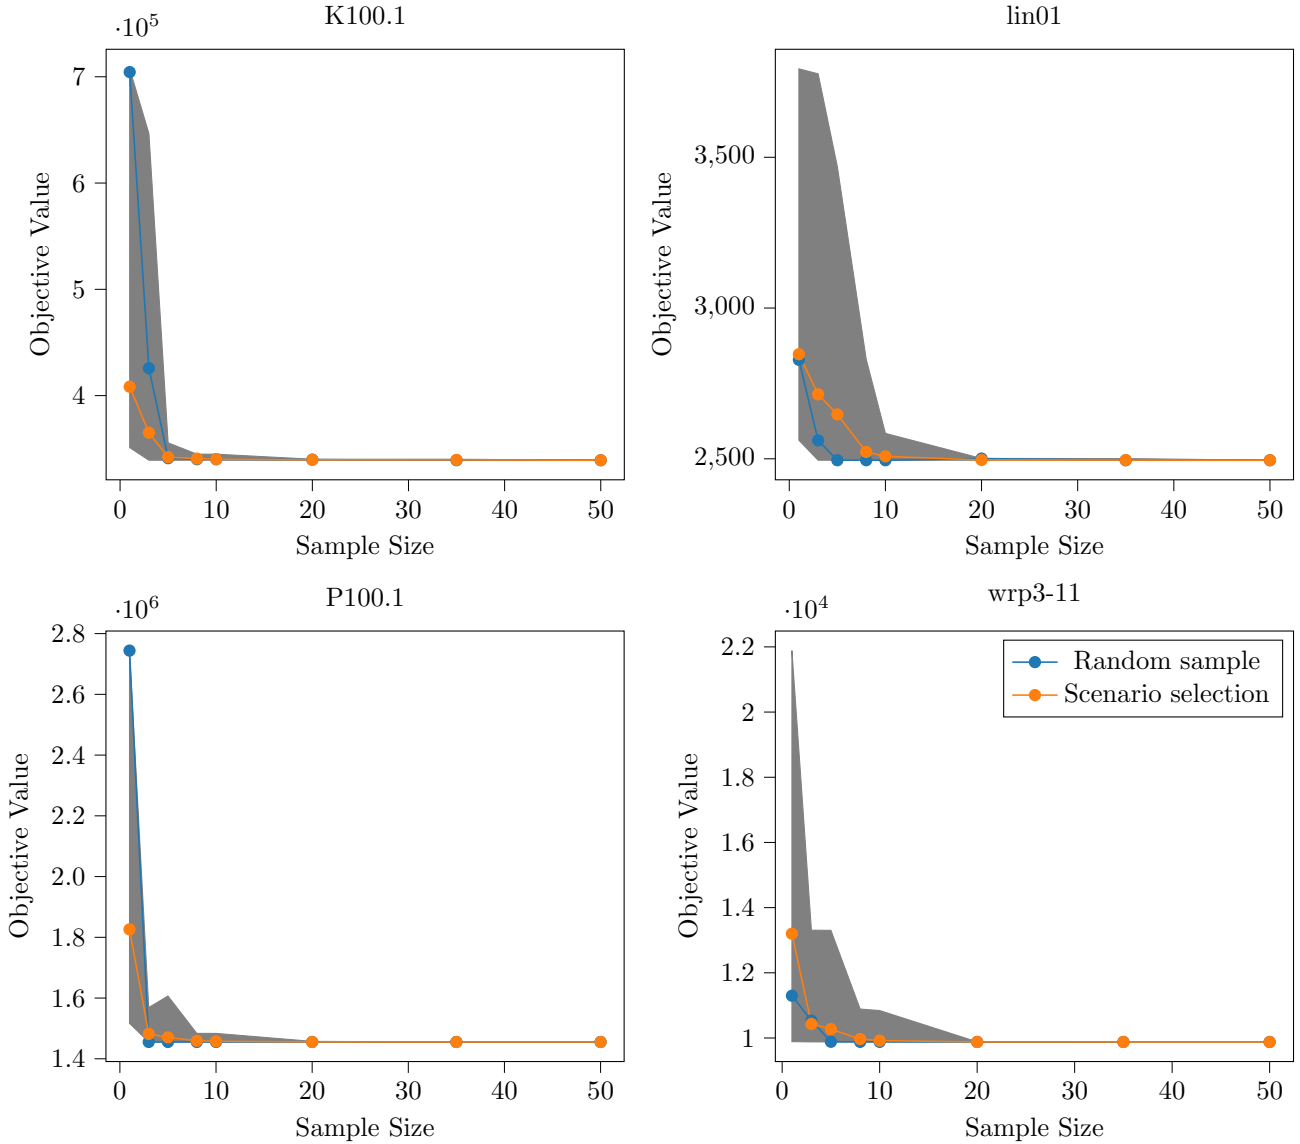 K100.1
·10^5
7
6
5
4
Objective Value
0 10 20 30 40 50
Sample Size
lin01
3,500
3,000
2,500
Objective Value
0 10 20 30 40 50
Sample Size
P100.1
·10^6
2.8
2.6
2.4
2.2
2.0
1.8
1.6
1.4
Objective Value
0 10 20 30 40 50
Sample Size
wrp3-11
·10^4
2.2
2
1.8
1.6
1.4
1.2
1
Objective Value
Random sample
Scenario selection
0 10 20 30 40 50
Sample Size